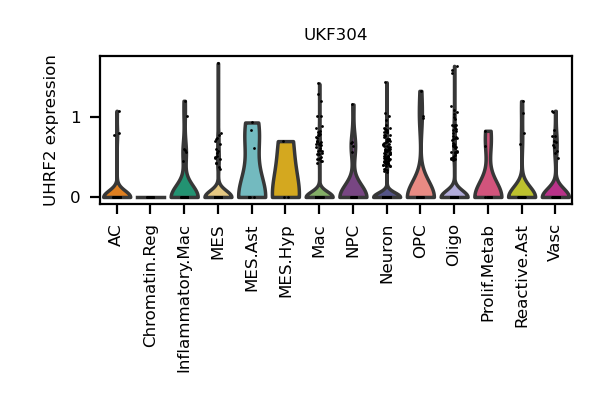 UKF304
UHRF2 expression
1
0
AC
Chromatin.Reg
Inflammatory.Mac
MES
MES.Ast
MES.Hyp
Mac
NPC
Neuron
OPC
Oligo
Prolif.Metab
Reactive.Ast
Vasc